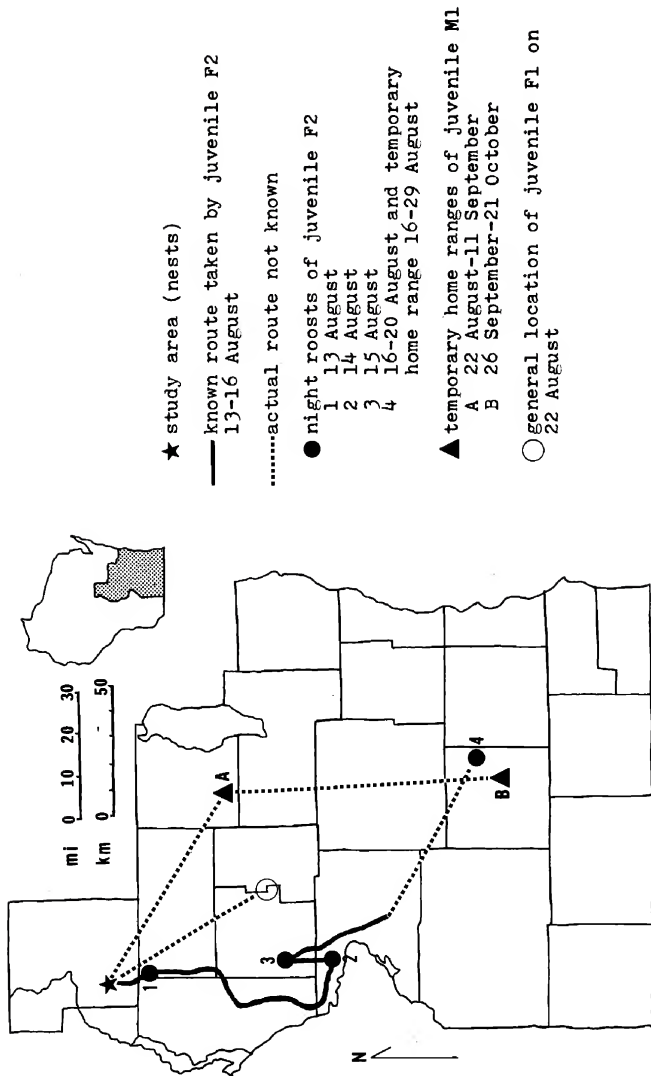 mi 0 10 20 30
km 0 50
N
1
2
3
4
A
B
★ study area (nests)
known route taken by juvenile F2
13-16 August
actual route not known
● night roosts of juvenile F2
1 13 August
2 14 August
3 15 August
4 16-20 August and temporary
home range 16-29 August
▲ temporary home ranges of juvenile M1
A 22 August-11 September
B 26 September-21 October
○ general location of juvenile F1 on
22 August